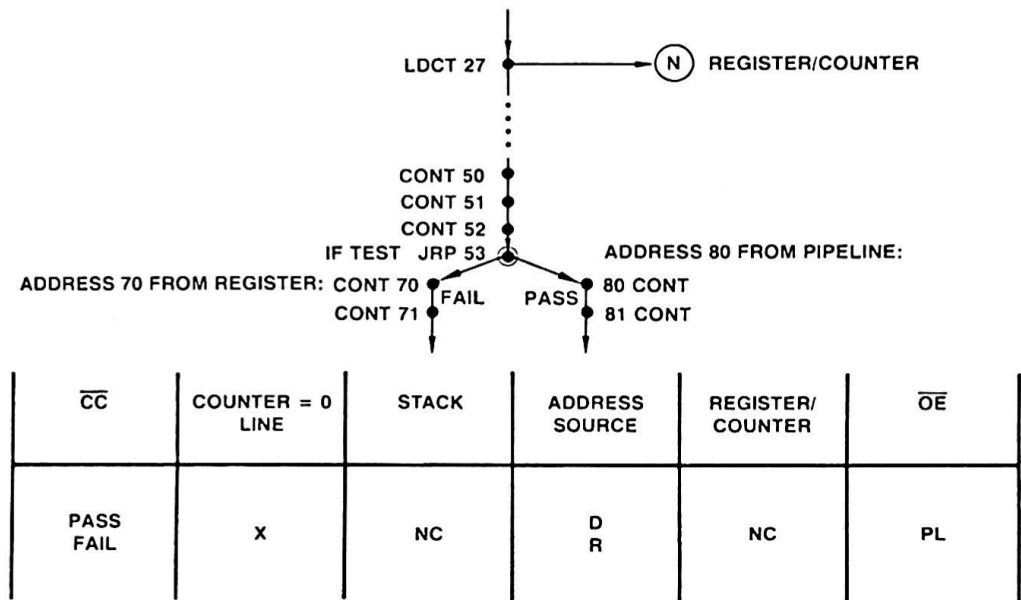 LDCT 27 N REGISTER/COUNTER
CONT 50
CONT 51
CONT 52
IF TEST JRP 53 ADDRESS 80 FROM PIPELINE:
ADDRESS 70 FROM REGISTER: CONT 70 FAIL PASS 80 CONT
CONT 71 81 CONT
CC COUNTER = 0 LINE STACK ADDRESS SOURCE REGISTER/ COUNTER OE
PASS FAIL X NC D R NC PL